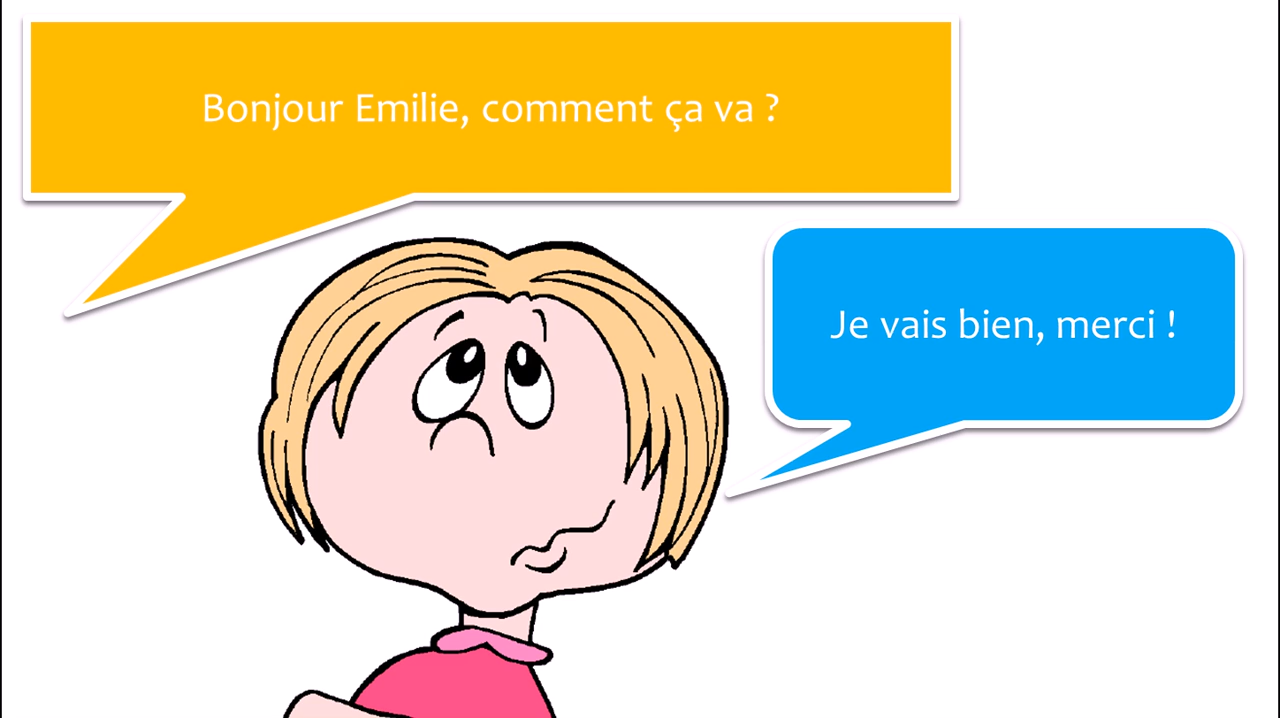 Bonjour Emilie, comment ça va ?
Je vais bien, merci !